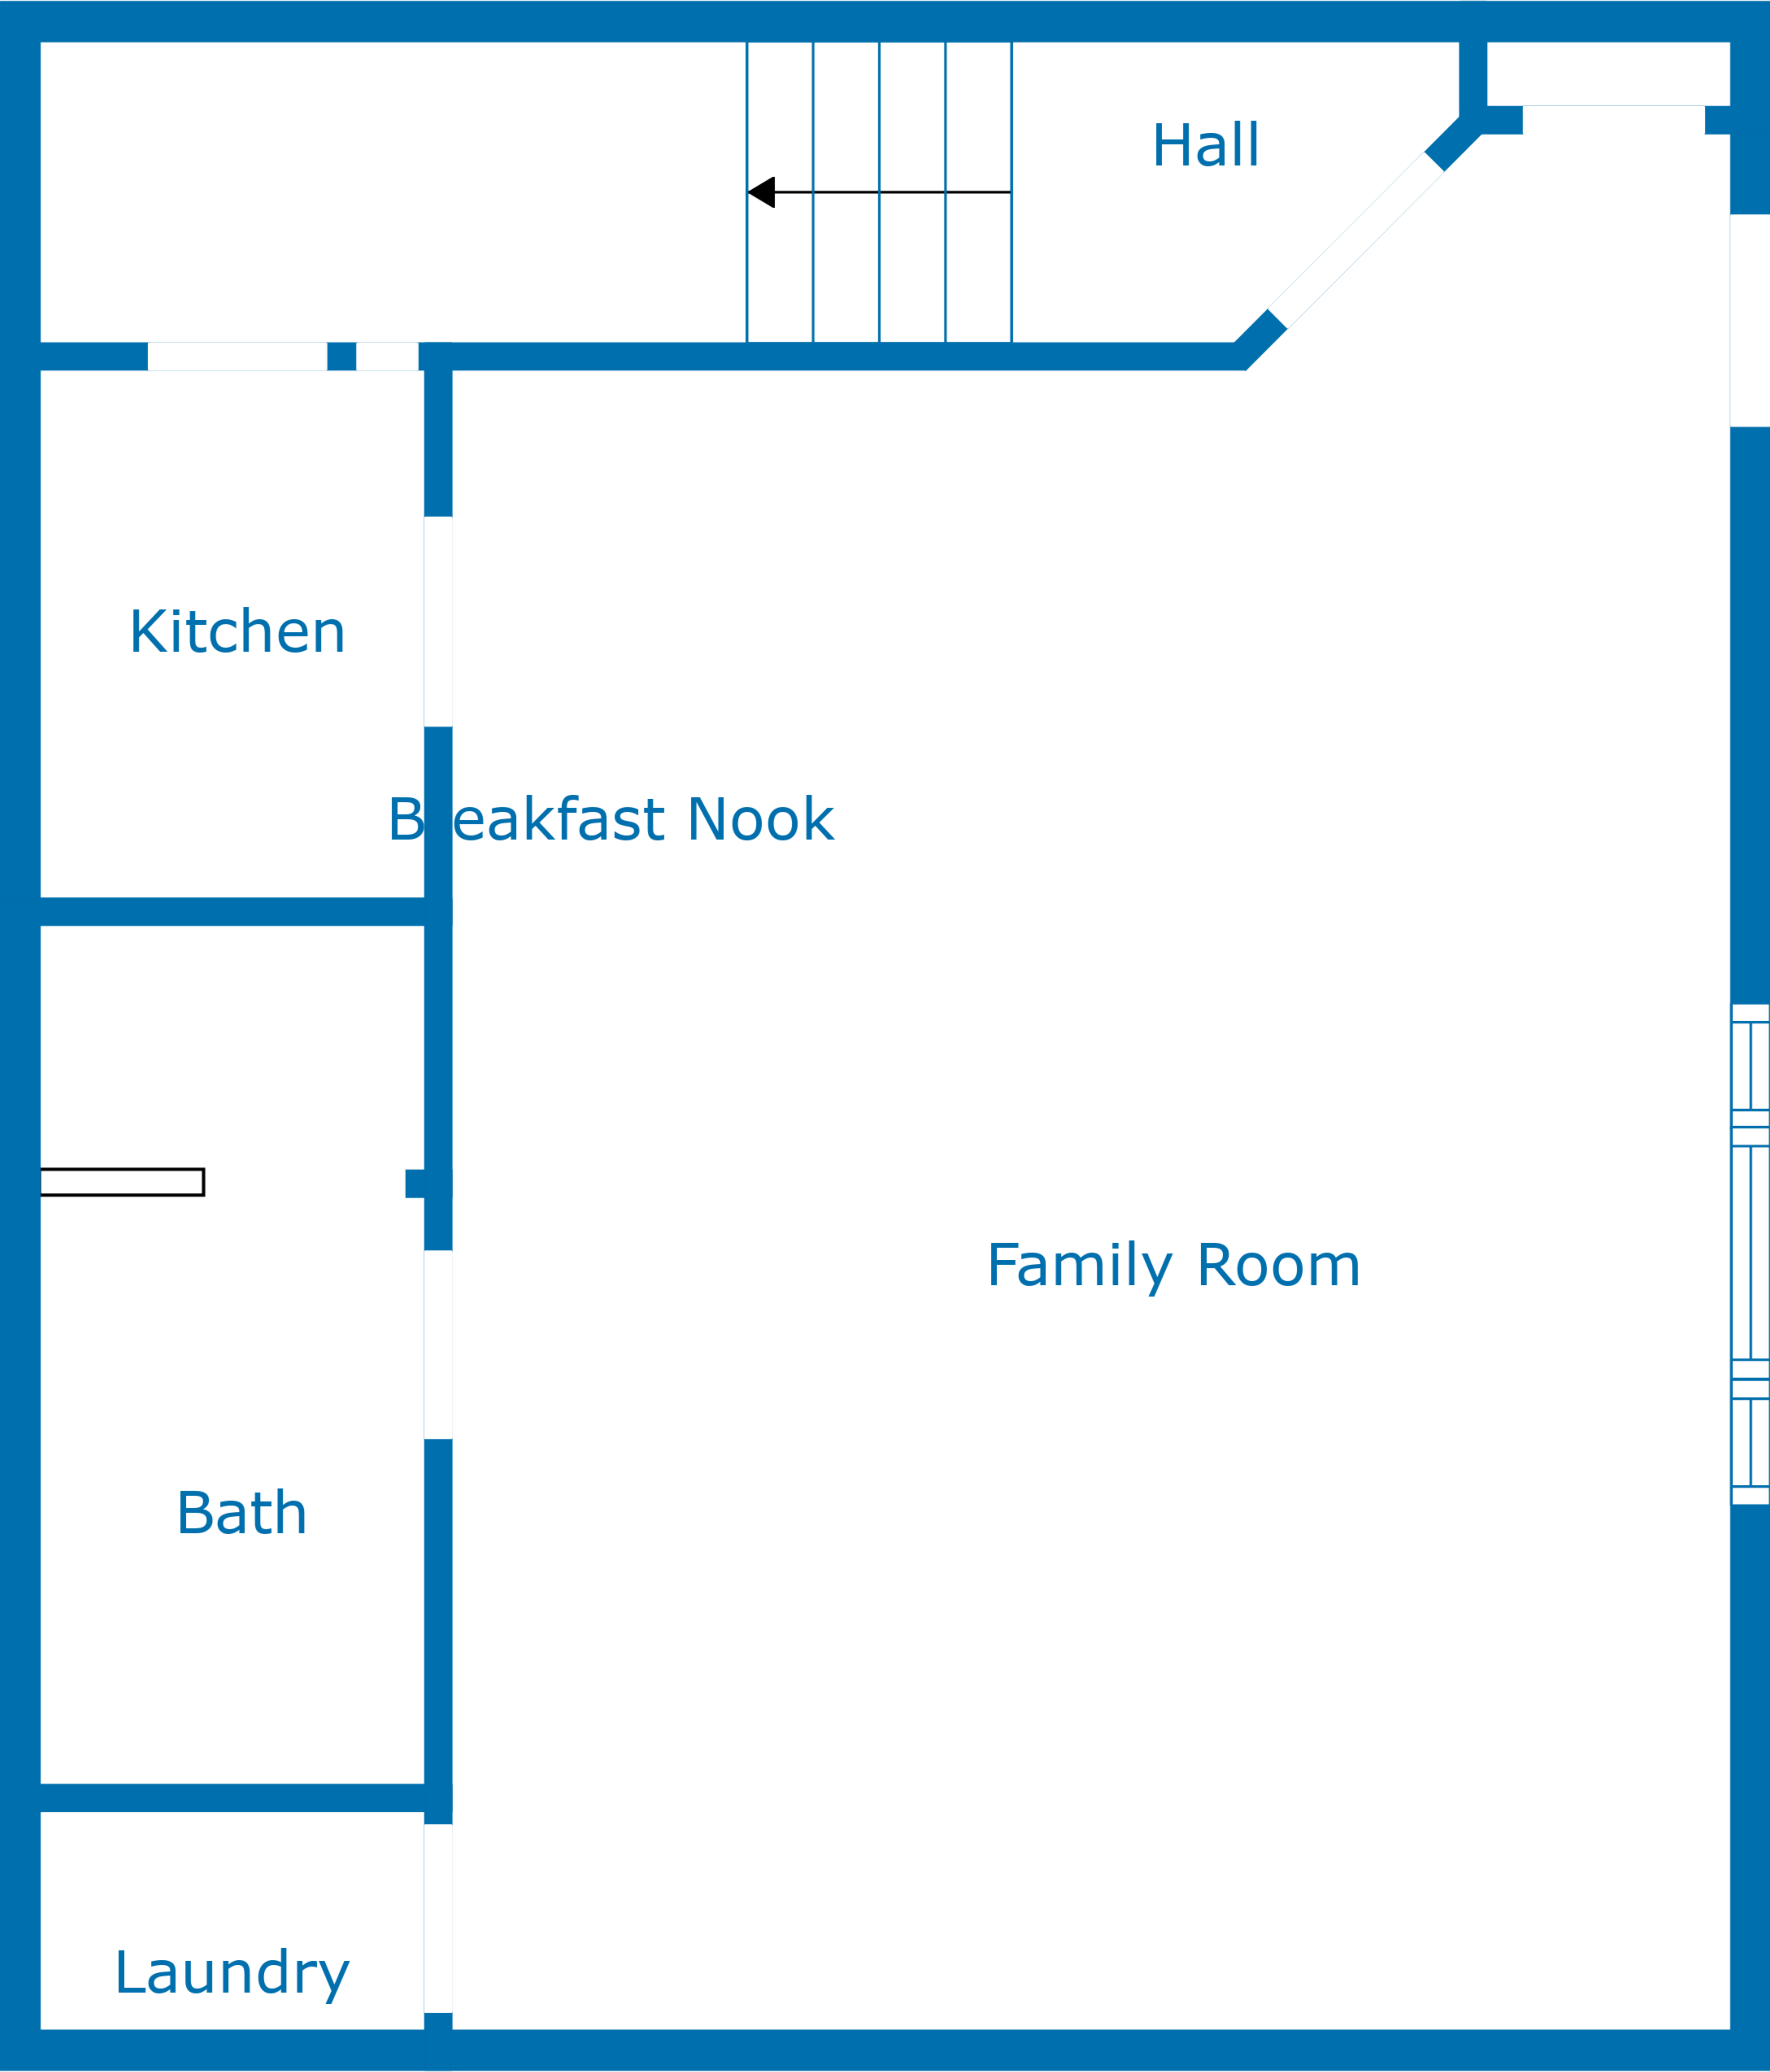 Hall
Kitchen
Breakfast Nook
Family Room
Bath
Laundry